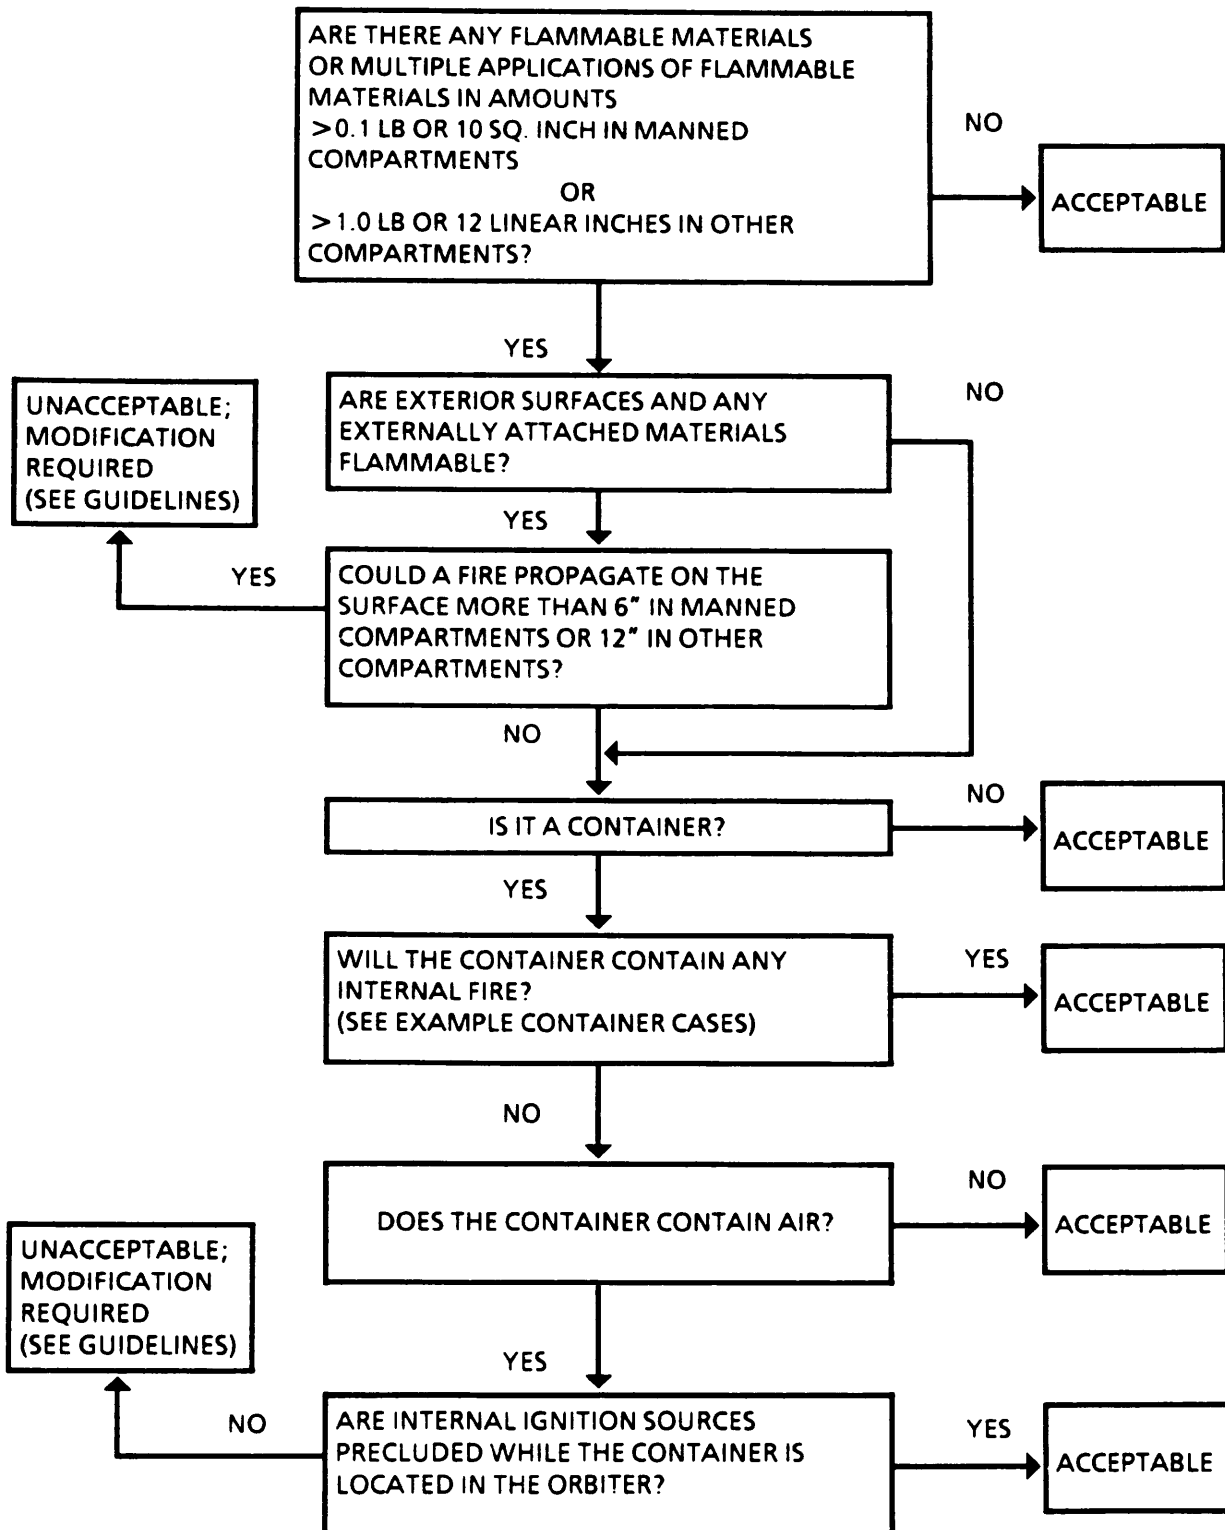 ARE THERE ANY FLAMMABLE MATERIALS
OR MULTIPLE APPLICATIONS OF FLAMMABLE
MATERIALS IN AMOUNTS
>0.1 LB OR 10 SQ. INCH IN MANNED
COMPARTMENTS
OR
>1.0 LB OR 12 LINEAR INCHES IN OTHER
COMPARTMENTS?
NO
ACCEPTABLE
YES
ARE EXTERIOR SURFACES AND ANY
EXTERNALLY ATTACHED MATERIALS
FLAMMABLE?
NO
UNACCEPTABLE;
MODIFICATION
REQUIRED
(SEE GUIDELINES)
YES
YES
COULD A FIRE PROPAGATE ON THE
SURFACE MORE THAN 6" IN MANNED
COMPARTMENTS OR 12" IN OTHER
COMPARTMENTS?
NO
IS IT A CONTAINER?
NO
ACCEPTABLE
YES
WILL THE CONTAINER CONTAIN ANY
INTERNAL FIRE?
(SEE EXAMPLE CONTAINER CASES)
YES
ACCEPTABLE
NO
DOES THE CONTAINER CONTAIN AIR?
NO
ACCEPTABLE
UNACCEPTABLE;
MODIFICATION
REQUIRED
(SEE GUIDELINES)
YES
NO
ARE INTERNAL IGNITION SOURCES
PRECLUDED WHILE THE CONTAINER IS
LOCATED IN THE ORBITER?
YES
ACCEPTABLE